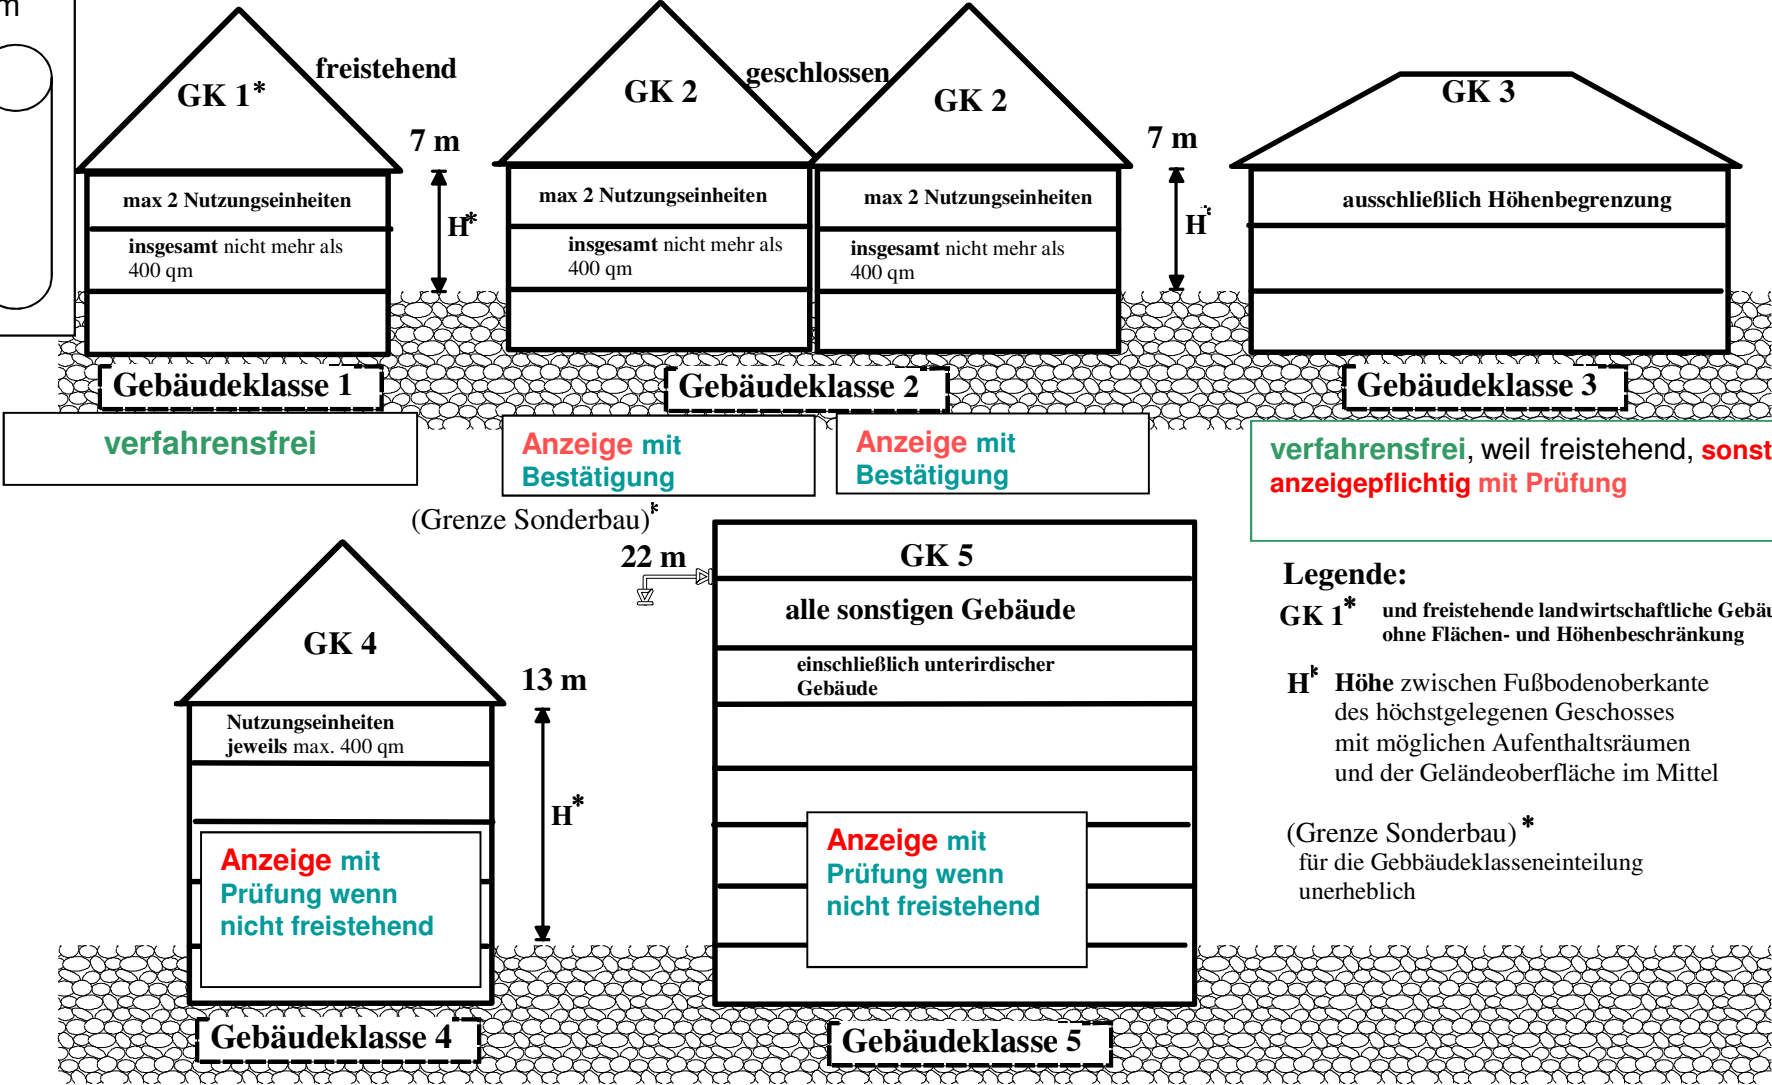 m
GK 1*
freistehend
7 m
H*
max 2 Nutzungseinheiten
insgesamt nicht mehr als
400 qm
Gebäudeklasse 1
verfahrensfrei
GK 2
geschlossen
GK 2
max 2 Nutzungseinheiten
insgesamt nicht mehr als
400 qm
max 2 Nutzungseinheiten
insgesamt nicht mehr als
400 qm
7 m
H*
Gebäudeklasse 2
Anzeige mit
Bestätigung
Anzeige mit
Bestätigung
GK 3
ausschließlich Höhenbegrenzung
Gebäudeklasse 3
verfahrensfrei, weil freistehend, sonst
anzeigepflichtig mit Prüfung
(Grenze Sonderbau)*
22 m
GK 4
13 m
H*
Nutzungseinheiten
jeweils max. 400 qm
Anzeige mit
Prüfung wenn
nicht freistehend
Gebäudeklasse 4
GK 5
alle sonstigen Gebäude
einschließlich unterirdischer
Gebäude
Anzeige mit
Prüfung wenn
nicht freistehend
Gebäudeklasse 5
Legende:
GK 1* und freistehende landwirtschaftliche Gebäu
ohne Flächen- und Höhenbeschränkung
H* Höhe zwischen Fußbodenoberkante
des höchstgelegenen Geschosses
mit möglichen Aufenthaltsräumen
und der Geländeoberfläche im Mittel
(Grenze Sonderbau) *
für die Gebbäudeklasseneinteilung
unerheblich